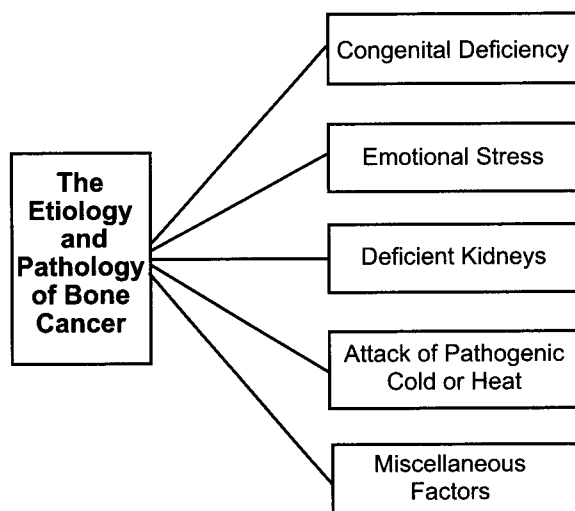 The
Etiology
and
Pathology
of Bone
Cancer
Congenital Deficiency
Emotional Stress
Deficient Kidneys
Attack of Pathogenic
Cold or Heat
Miscellaneous
Factors